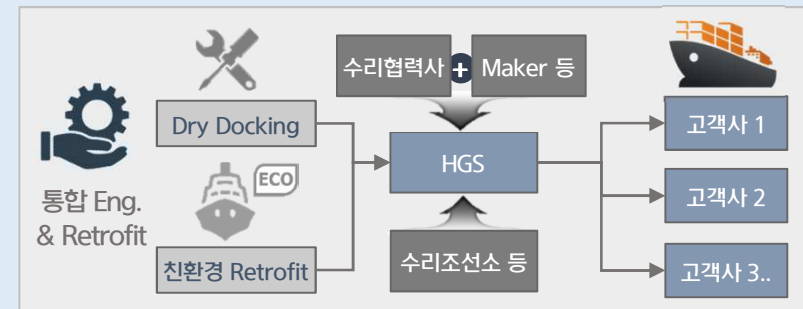 통합 Eng.
& Retrofit
Dry Docking
ECO
친환경 Retrofit
수리협력사 + Maker 등
HGS
수리조선소 등
고객사 1
고객사 2
고객사 3..